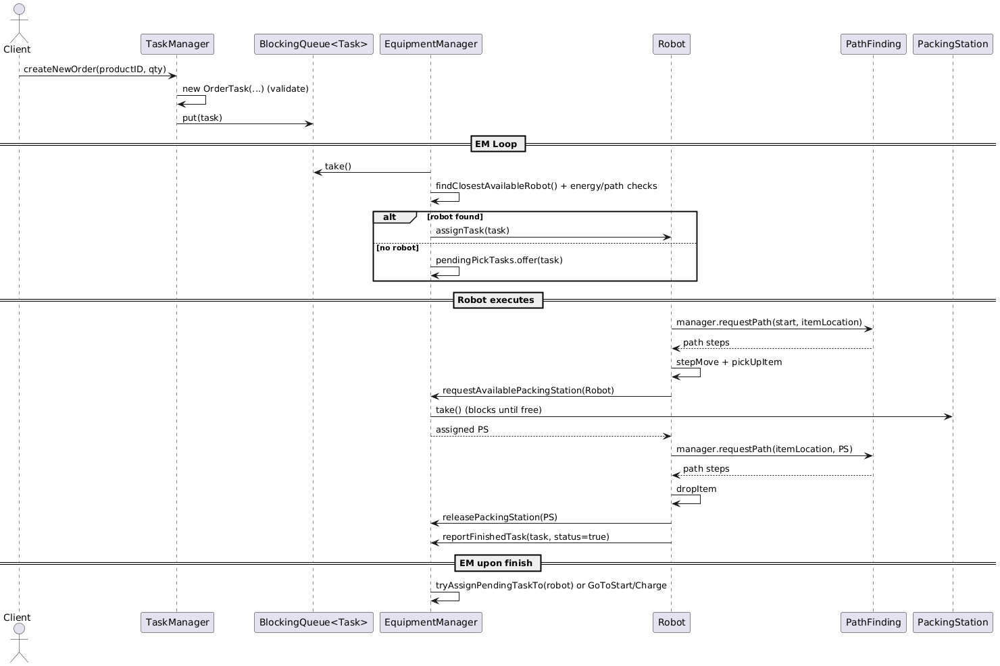 Client
TaskManager
BlockingQueue<Task>
EquipmentManager
Robot
PathFinding
PackingStation
createNewOrder(productID, qty)
new OrderTask(...) (validate)
put(task)
EM Loop
take()
findClosestAvailableRobot() + energy/path checks
alt
[robot found]
assignTask(task)
[no robot]
pendingPickTasks.offer(task)
Robot executes
manager.requestPath(start, itemLocation)
path steps
stepMove + pickUpItem
requestAvailablePackingStation(Robot)
take() (blocks until free)
assigned PS
manager.requestPath(itemLocation, PS)
path steps
dropItem
releasePackingStation(PS)
reportFinishedTask(task, status=true)
EM upon finish
tryAssignPendingTaskTo(robot) or GoToStart/Charge
Client
TaskManager
BlockingQueue<Task>
EquipmentManager
Robot
PathFinding
PackingStation